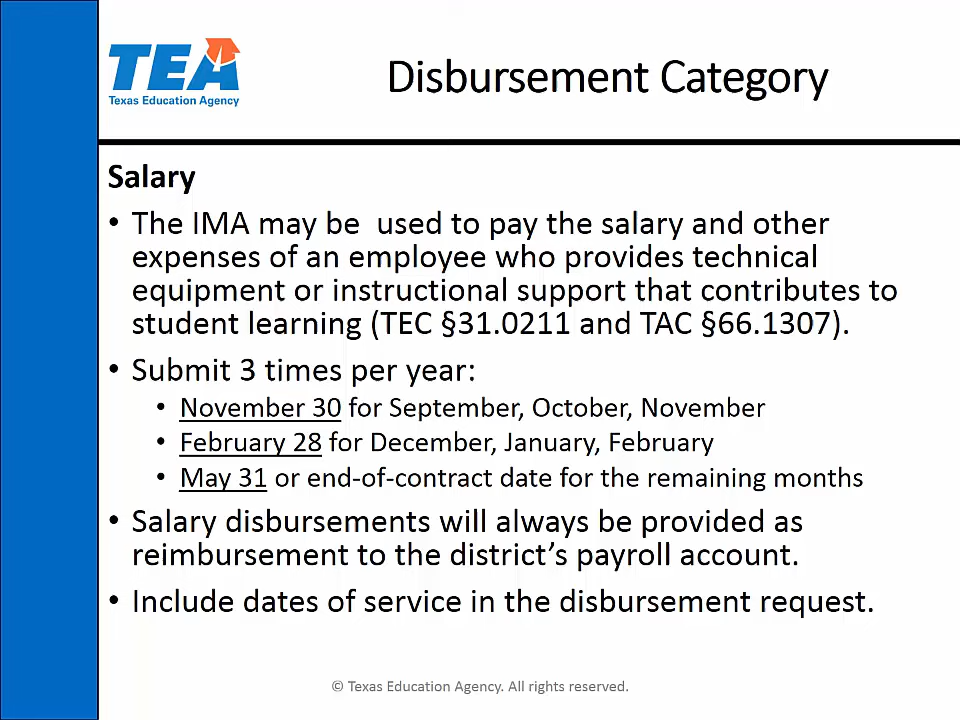 TEA
Texas Education Agency
Disbursement Category
Salary
• The IMA may be  used to pay the salary and other
expenses of an employee who provides technical
equipment or instructional support that contributes to
student learning (TEC §31.0211 and TAC §66.1307).
• Submit 3 times per year:
• November 30 for September, October, November
• February 28 for December, January, February
• May 31 or end-of-contract date for the remaining months
• Salary disbursements will always be provided as
reimbursement to the district’s payroll account.
• Include dates of service in the disbursement request.
© Texas Education Agency. All rights reserved.